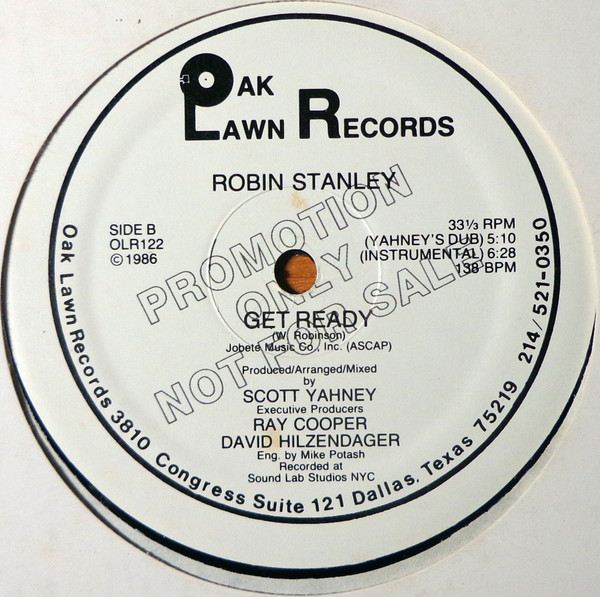 OAK
LAWN RECORDS
ROBIN STANLEY
SIDE B
OLR122
© 1986
33⅓ RPM
(YAHNEY'S DUB) 5:10
(INSTRUMENTAL) 6:28
138 BPM
PROMOTION
ONLY
NOT FOR SALE
GET READY
(W. Robinson)
Jobete Music Co., Inc. (ASCAP)
Produced/Arranged/Mixed
by
SCOTT YAHNEY
Executive Producers
RAY COOPER
DAVID HILZENDAGER
Eng. by Mike Potash
Recorded at
Sound Lab Studios NYC
Oak Lawn Records 3810 Congress Suite 121 Dallas, Texas 75219 214/521-0350